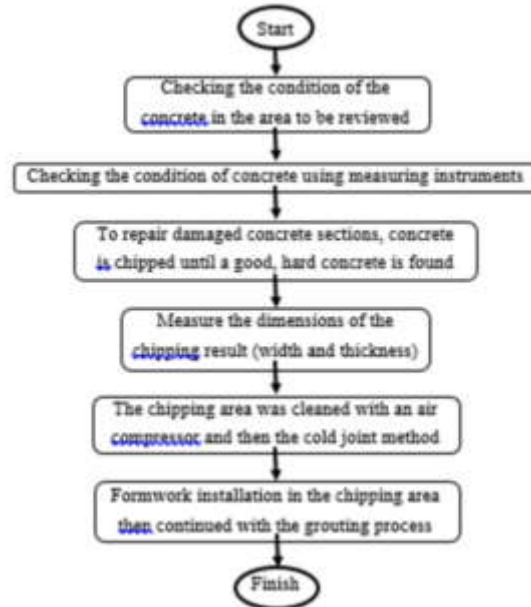 Start
Checking the condition of the
concrete in the area to be reviewed
Checking the condition of concrete using measuring instruments
To repair damaged concrete sections, concrete
is chipped until a good, hard concrete is found
Measure the dimensions of the
chipping result (width and thickness)
The chipping area was cleaned with an air
compressor and then the cold joint method
Formwork installation in the chipping area
then continued with the grouting process
Finish